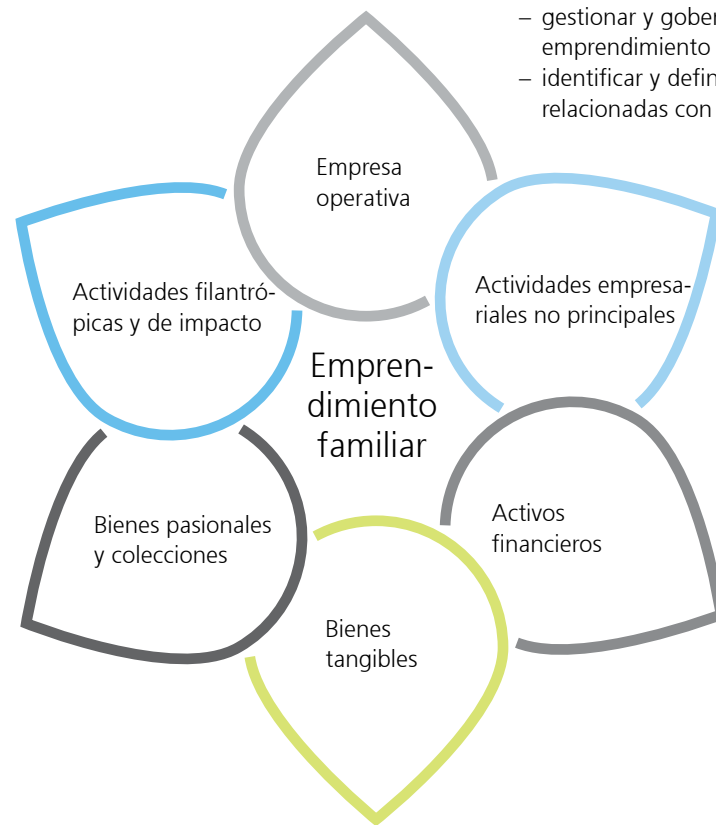 – gestionar y gober
emprendimiento
– identificar y defin
relacionadas con
Empresa
operativa
Actividades filantró-
picas y de impacto
Actividades empresa-
riales no principales
Empren-
dimiento
familiar
Bienes pasionales
y colecciones
Activos
financieros
Bienes
tangibles